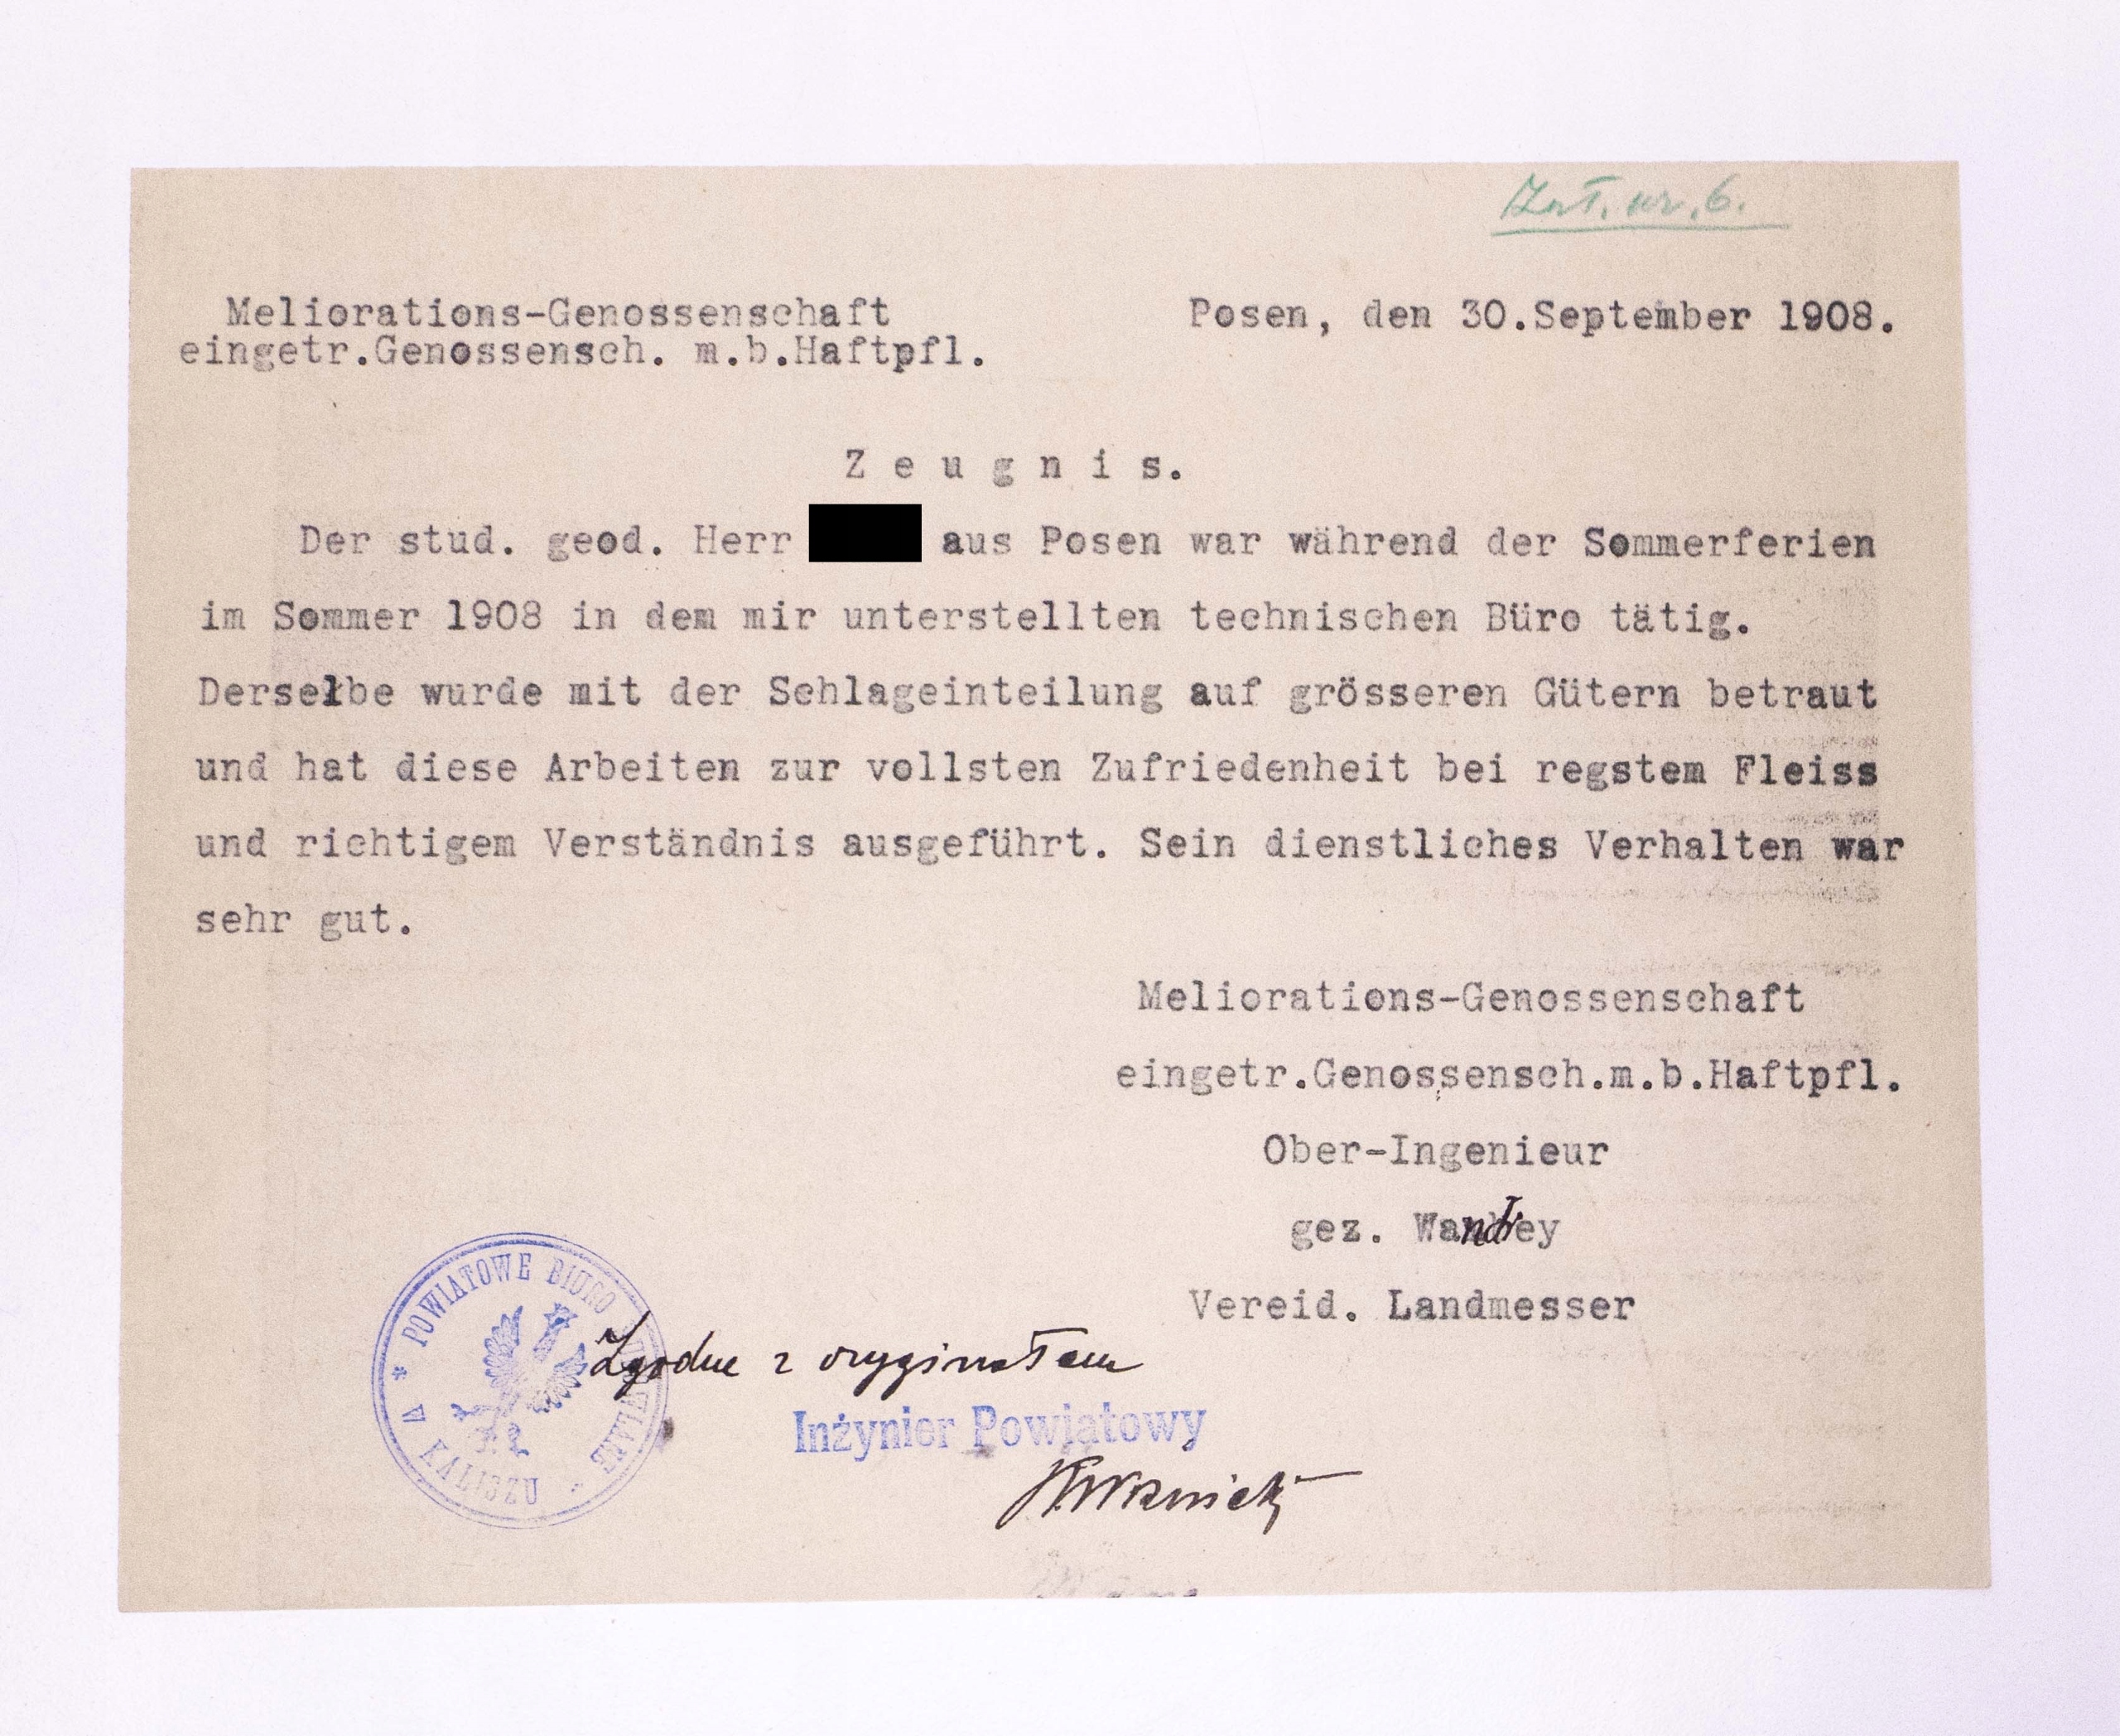 Zał. nr. 6.
Meliorations-Genossenschaft
eingetr.Genossensch. m.b.Haftpfl.
Posen, den 30.September 1908.
Zeugnis.
Der stud. geod. Herr aus Posen war während der Sommerferien
im Sommer 1908 in dem mir unterstellten technischen Büro tätig.
Derselbe wurde mit der Schlageinteilung auf grösseren Gütern betraut
und hat diese Arbeiten zur vollsten Zufriedenheit bei regstem Fleiss
und richtigem Verständnis ausgeführt. Sein dienstliches Verhalten war
sehr gut.
Meliorations-Genossenschaft
eingetr.Genossensch.m.b.Haftpfl.
Ober-Ingenieur
gez. Wandrey
Vereid. Landmesser
* POWIATOWE BIURO
W KALISZU
Zgodne z oryginałem
Inżynier Powiatowy